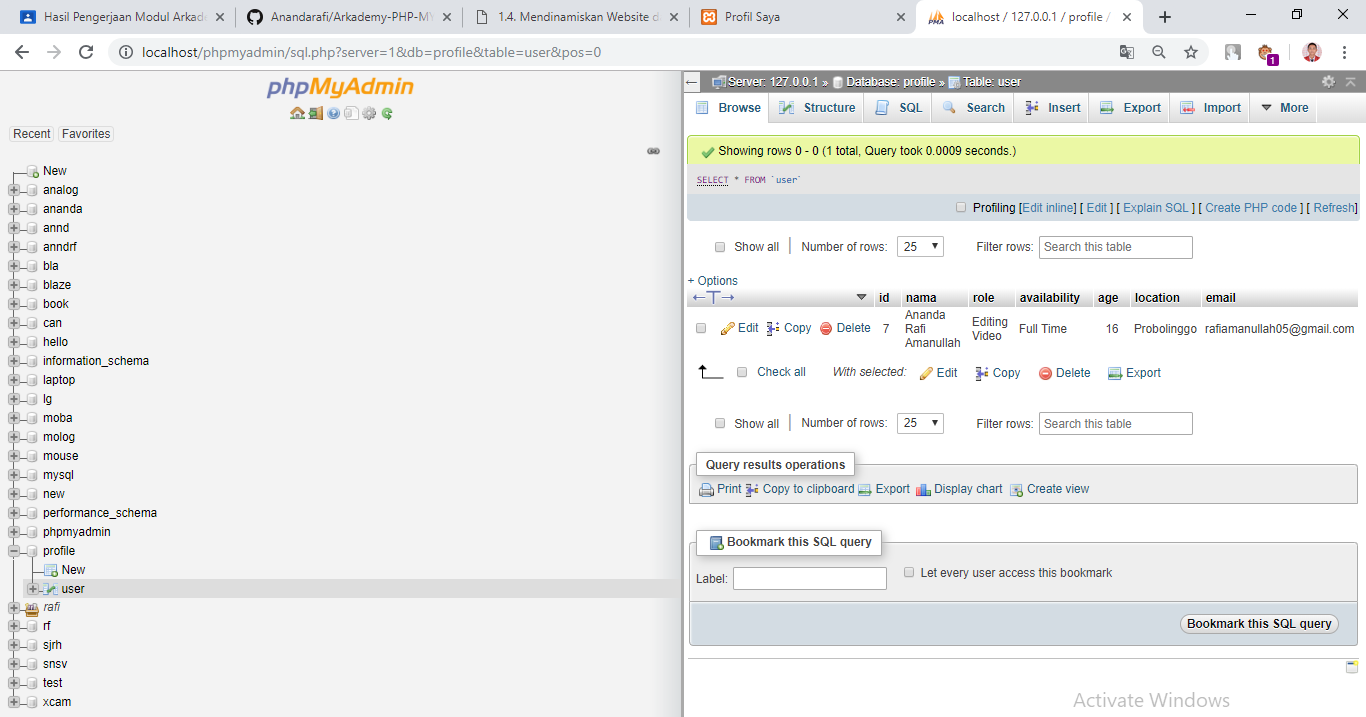 Hasil Pengerjaan Modul Arkade
Anandarafi/Arkademy-PHP-MY
1.4. Mendinamiskan Website d
Profil Saya
localhost / 127.0.0.1 / profile /
localhost/phpmyadmin/sql.php?server=1&db=profile&table=user&pos=0
1
phpMyAdmin
Recent Favorites
New
analog
ananda
annd
anndrf
bla
blaze
book
can
hello
information_schema
laptop
lg
moba
molog
mouse
mysql
new
performance_schema
phpmyadmin
profile
New
user
rafi
rf
sjrh
snsv
test
xcam
Server: 127.0.0.1 » Database: profile » Table: user
Browse Structure SQL Search Insert Export Import More
Showing rows 0 - 0 (1 total, Query took 0.0009 seconds.)
SELECT * FROM `user`
Profiling [Edit inline] [ Edit ] [ Explain SQL ] [ Create PHP code ] [ Refresh]
Show all Number of rows: 25 Filter rows: Search this table
+ Options
id nama role availability age location email
Edit Copy Delete 7 Ananda Rafi Amanullah Editing Video Full Time 16 Probolinggo rafiamanullah05@gmail.com
Check all With selected: Edit Copy Delete Export
Show all Number of rows: 25 Filter rows: Search this table
Query results operations
Print Copy to clipboard Export Display chart Create view
Bookmark this SQL query
Label: Let every user access this bookmark
Bookmark this SQL query
Activate Windows